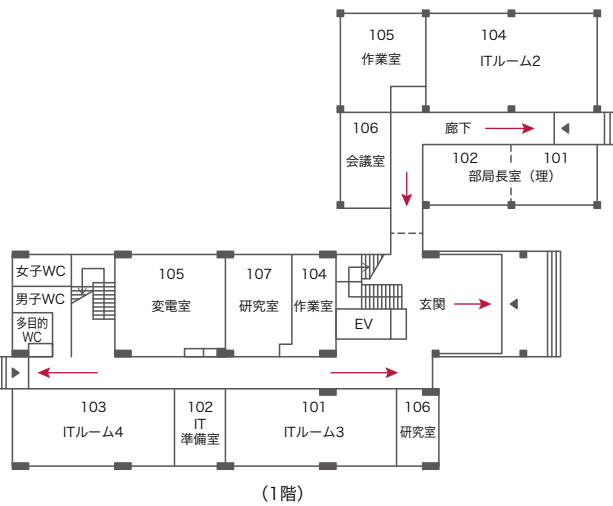 105
作業室
104
ITルーム2
106
会議室
廊下
102
101
部局長室（理）
女子WC
男子WC
多目的
WC
105
変電室
107
研究室
104
作業室
EV
玄関
103
ITルーム4
102
IT
準備室
101
ITルーム3
106
研究室
（1階）